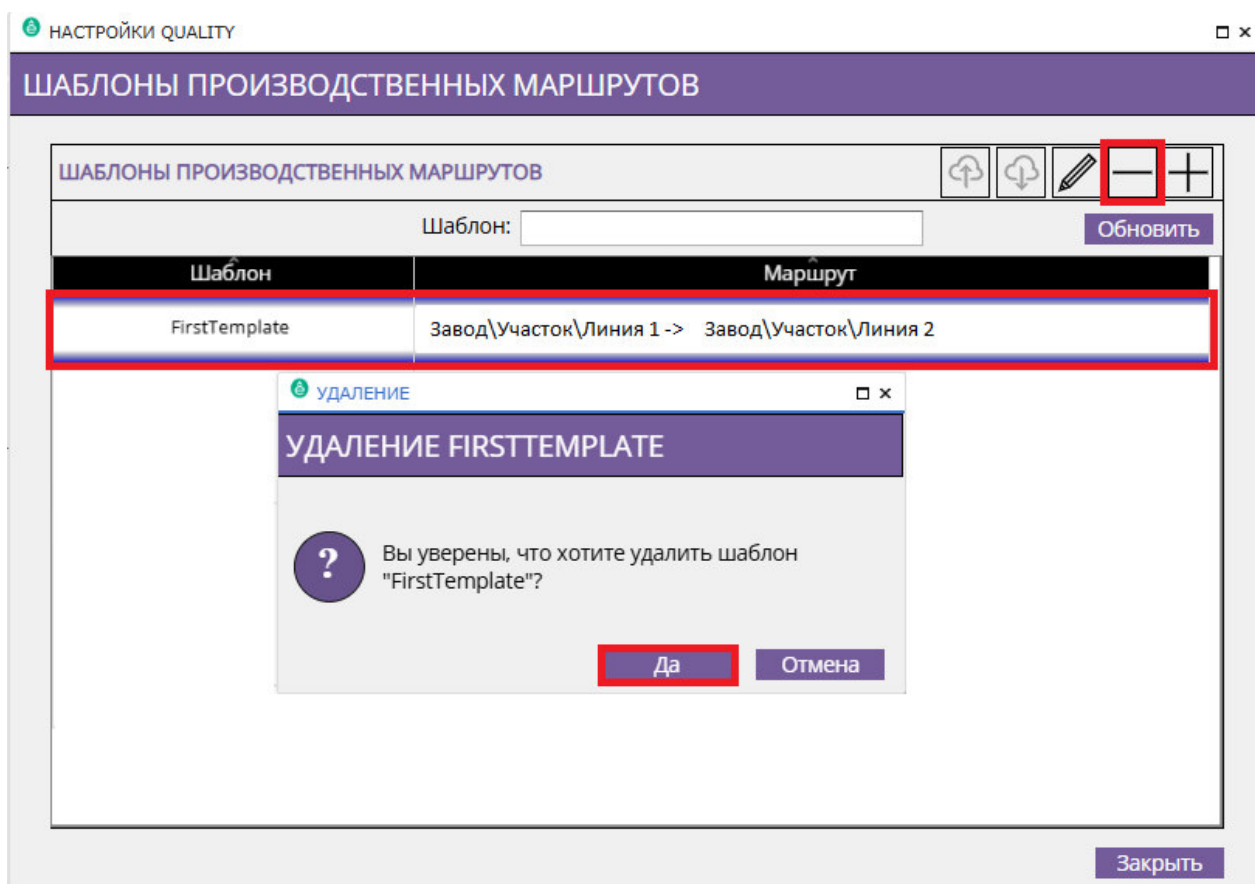 НАСТРОЙКИ QUALITY
ШАБЛОНЫ ПРОИЗВОДСТВЕННЫХ МАРШРУТОВ
ШАБЛОНЫ ПРОИЗВОДСТВЕННЫХ МАРШРУТОВ
Шаблон:
Обновить
Шаблон Маршрут
FirstTemplate Завод\Участок\Линия 1 -> Завод\Участок\Линия 2
УДАЛЕНИЕ
УДАЛЕНИЕ FIRSTTEMPLATE
?
Вы уверены, что хотите удалить шаблон
"FirstTemplate"?
Да Отмена
Закрыть